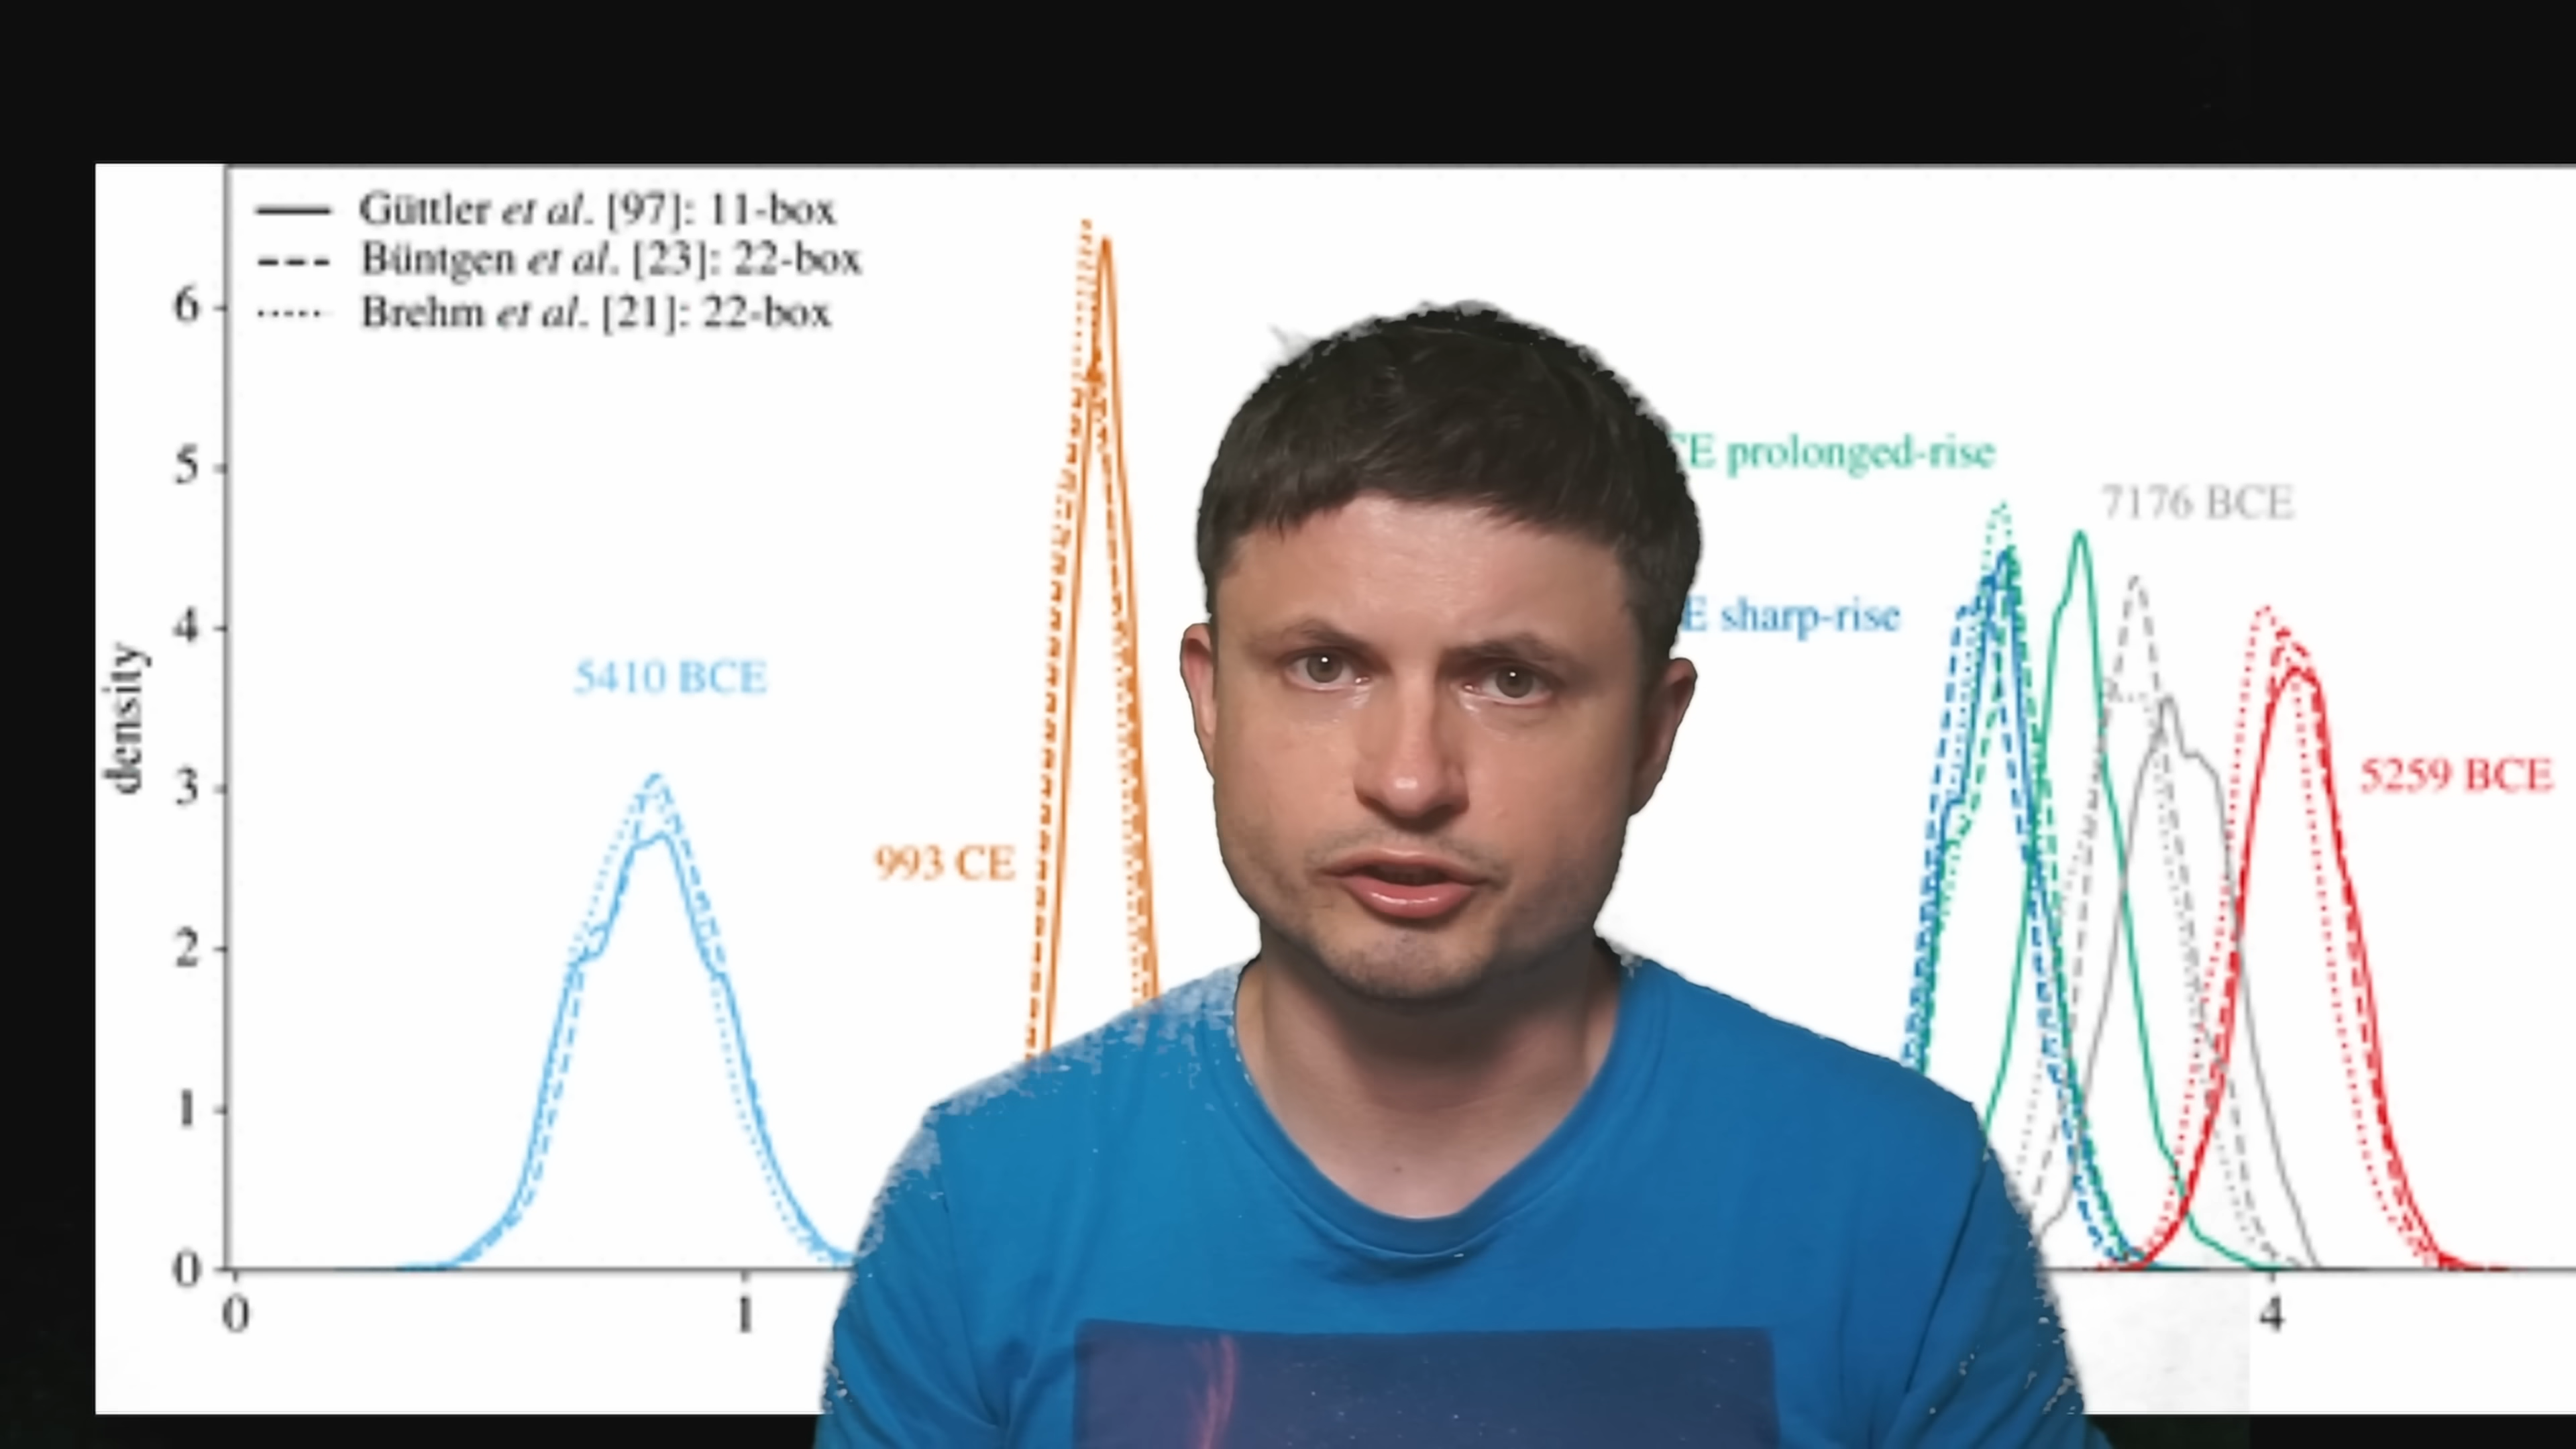 Güttler et al. [97]: 11-box
Büntgen et al. [23]: 22-box
Brehm et al. [21]: 22-box
6
5
4
3
2
1
0
density
5410 BCE
993 CE
prolonged-rise
sharp-rise
7176 BCE
5259 BCE
0
1
4